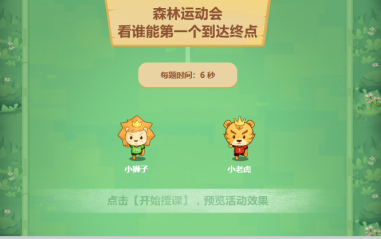 森林运动会
看谁能第一个到达终点
每题时间：6 秒
小狮子
小老虎
点击【开始授课】，预览活动效果